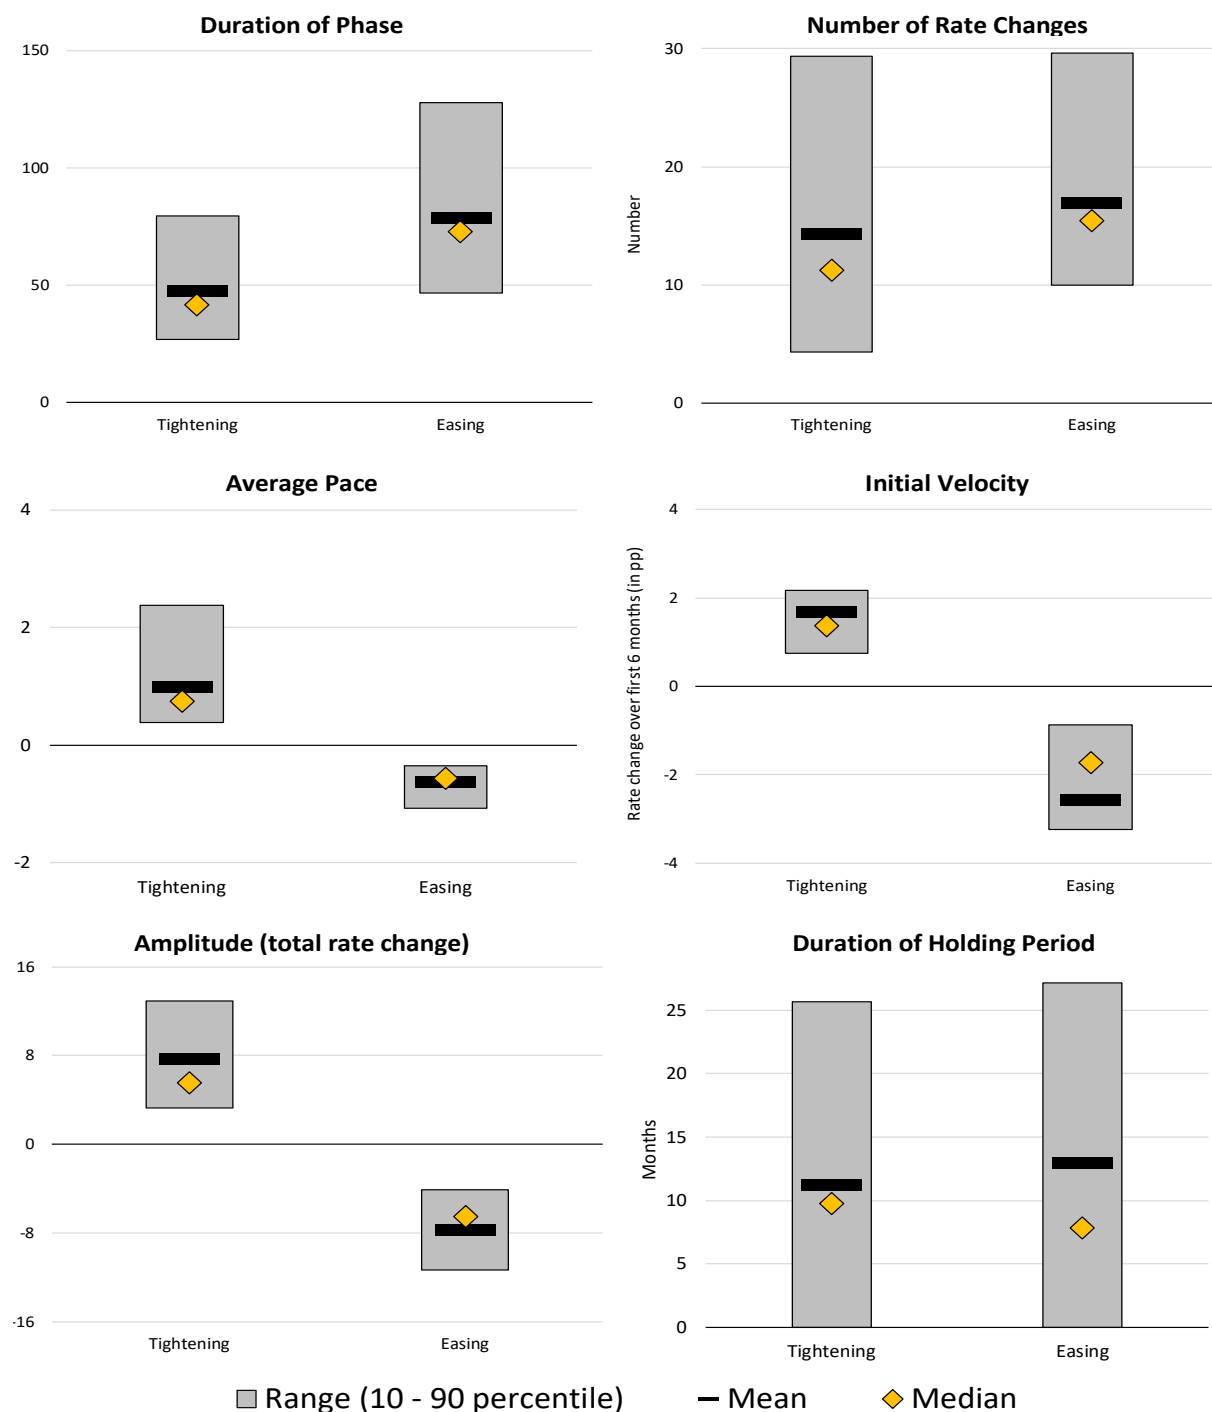 Duration of Phase
150
100
50
0
Tightening
Easing
Number of Rate Changes
Number
30
20
10
0
Tightening
Easing
Average Pace
4
2
0
-2
Tightening
Easing
Initial Velocity
Rate change over first 6 months (in pp)
4
2
0
-2
-4
Tightening
Easing
Amplitude (total rate change)
16
8
0
-8
-16
Tightening
Easing
Duration of Holding Period
Months
25
20
15
10
5
0
Tightening
Easing
Range (10 - 90 percentile)
Mean
Median